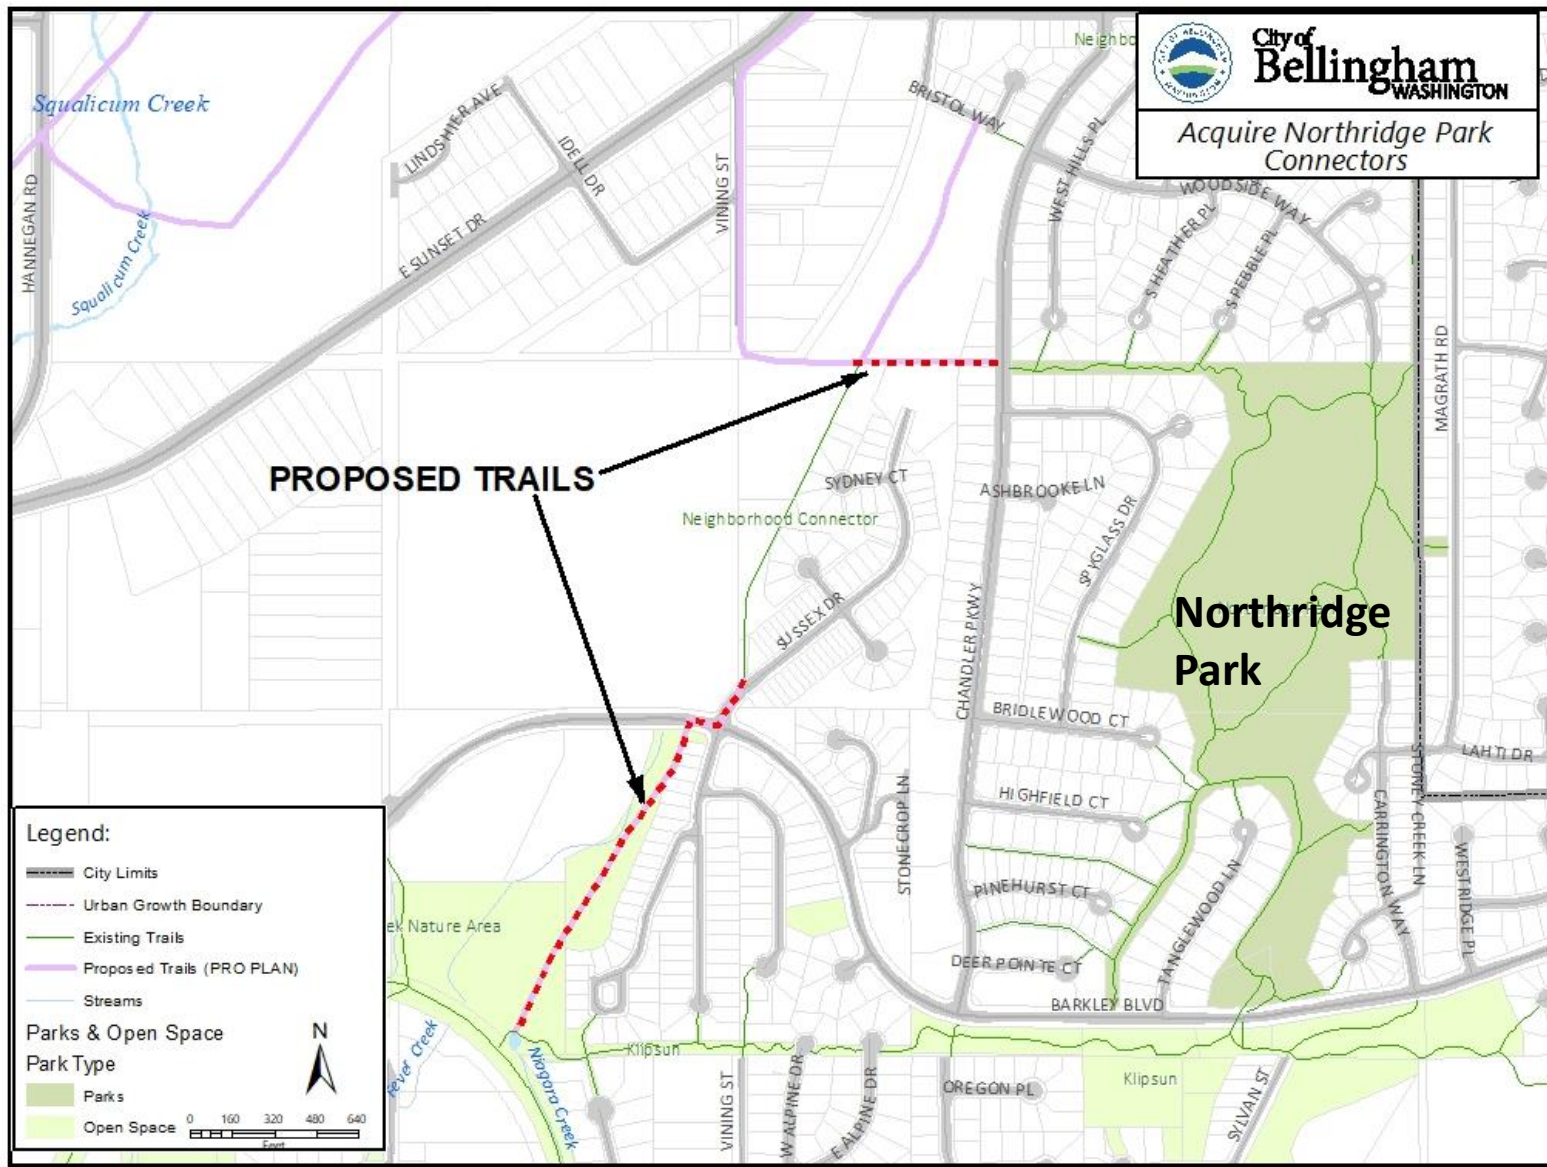 City of
Bellingham
WASHINGTON
Acquire Northridge Park
Connectors
Squalicum Creek
Squalicum Creek
HANNEGAN RD
LINDSHIER AVE
IDELL DR
E SUNSET DR
VINING ST
BRISTOL WAY
WEST HILLS PL
WOODSIDE WAY
S HEATHER PL
S PEBBLE PL
MAGRATH RD
PROPOSED TRAILS
SYDNEY CT
Neighborhood Connector
ASHBROOKE LN
SPYGLASS DR
SUSSEX DR
CHANDLER PKWY
Northridge
Park
BRIDLEWOOD CT
LAHTI DR
STONEY CREEK LN
CARRINGTON WAY
WESTRIDGE PL
HIGHFIELD CT
STONECROP LN
PINEHURST CT
TANGLEWOOD LN
DEER POINTE CT
BARKLEY BLVD
ek Nature Area
Fever Creek
Niagara Creek
Klipsun
Klipsun
VINING ST
W ALPINE DR
E ALPINE DR
OREGON PL
SYLVAN ST
Legend:
City Limits
Urban Growth Boundary
Existing Trails
Proposed Trails (PRO PLAN)
Streams
Parks & Open Space
Park Type
Parks
Open Space
N
0 160 320 480 640
Feet